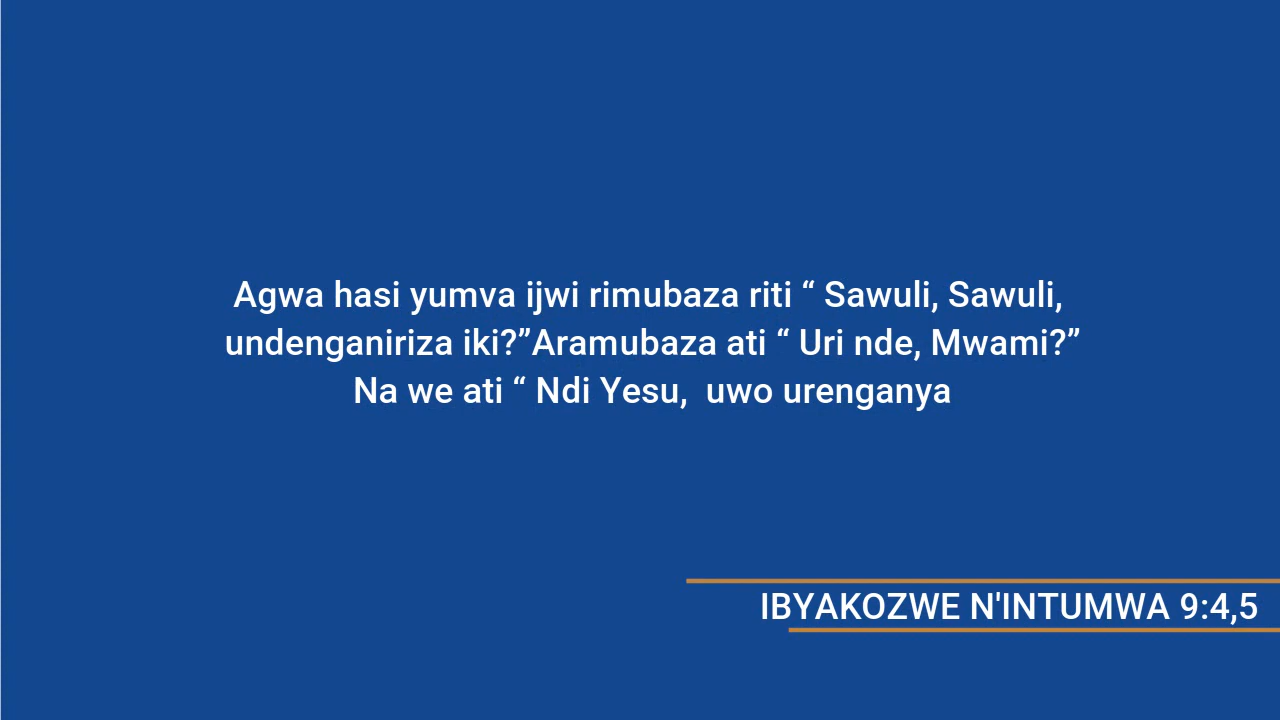 Agwa hasi yumva ijwi rimubaza riti “ Sawuli, Sawuli,
undenganiriza iki?”Aramubaza ati “ Uri nde, Mwami?”
Na we ati “ Ndi Yesu,  uwo urenganya
IBYAKOZWE N'INTUMWA 9:4,5